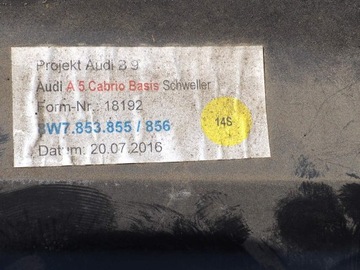 Projekt Audi B 9
Audi A 5 Cabrio Basis Schweller
Form-Nr.: 18192
8W7.853.855 / 856
14S
Datum: 20.07.2016